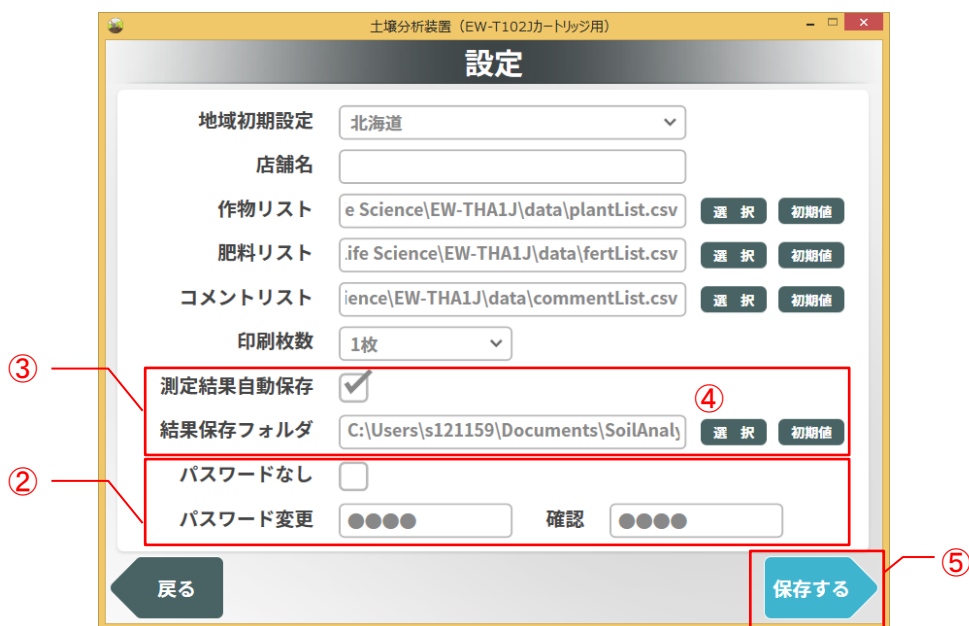 土壌分析装置（EW-T102Jカートリッジ用）
設定
地域初期設定 北海道
店舗名
作物リスト e Science\EW-THA1J\data\plantList.csv 選 択 初期値
肥料リスト .ife Science\EW-THA1J\data\fertList.csv 選 択 初期値
コメントリスト ience\EW-THA1J\data\commentList.csv 選 択 初期値
印刷枚数 1枚
③
測定結果自動保存 ④
結果保存フォルダ C:\Users\s121159\Documents\SoilAnaly 選 択 初期値
②
パスワードなし
パスワード変更 ●●●● 確認 ●●●●
⑤
戻る 保存する